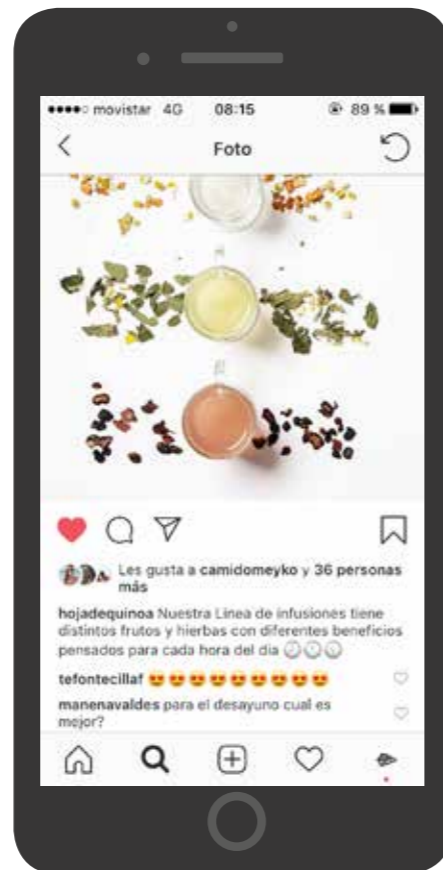 movistar 4G 08:15 89 %
Foto
Les gusta a camidomeyko y 36 personas
más
hojadequinoa Nuestra Linea de infusiones tiene
distintos frutos y hierbas con diferentes beneficios
pensados para cada hora del día 🕗🕐🕓
tefontecillaf 😍😍😍😍😍😍😍😍😍
manenavaldes para el desayuno cual es
mejor?